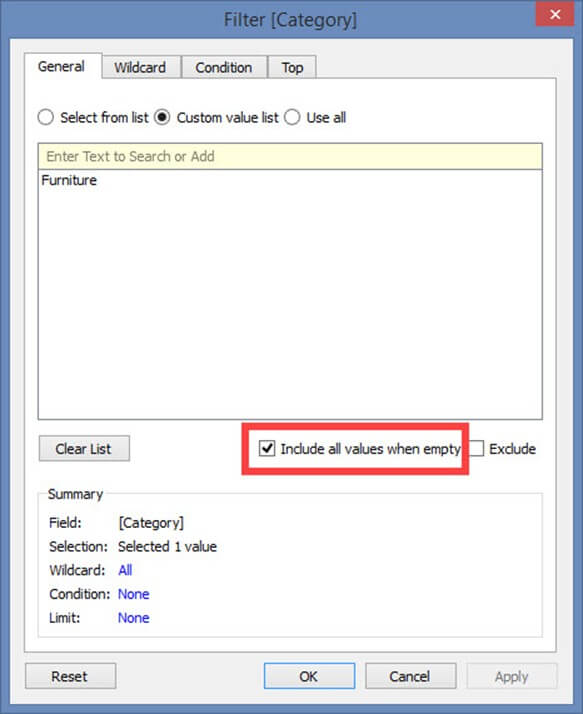 Filter [Category]
General Wildcard Condition Top
Select from list Custom value list Use all
Enter Text to Search or Add
Furniture
Clear List Include all values when empty Exclude
Summary
Field: [Category]
Selection: Selected 1 value
Wildcard: All
Condition: None
Limit: None
Reset OK Cancel Apply